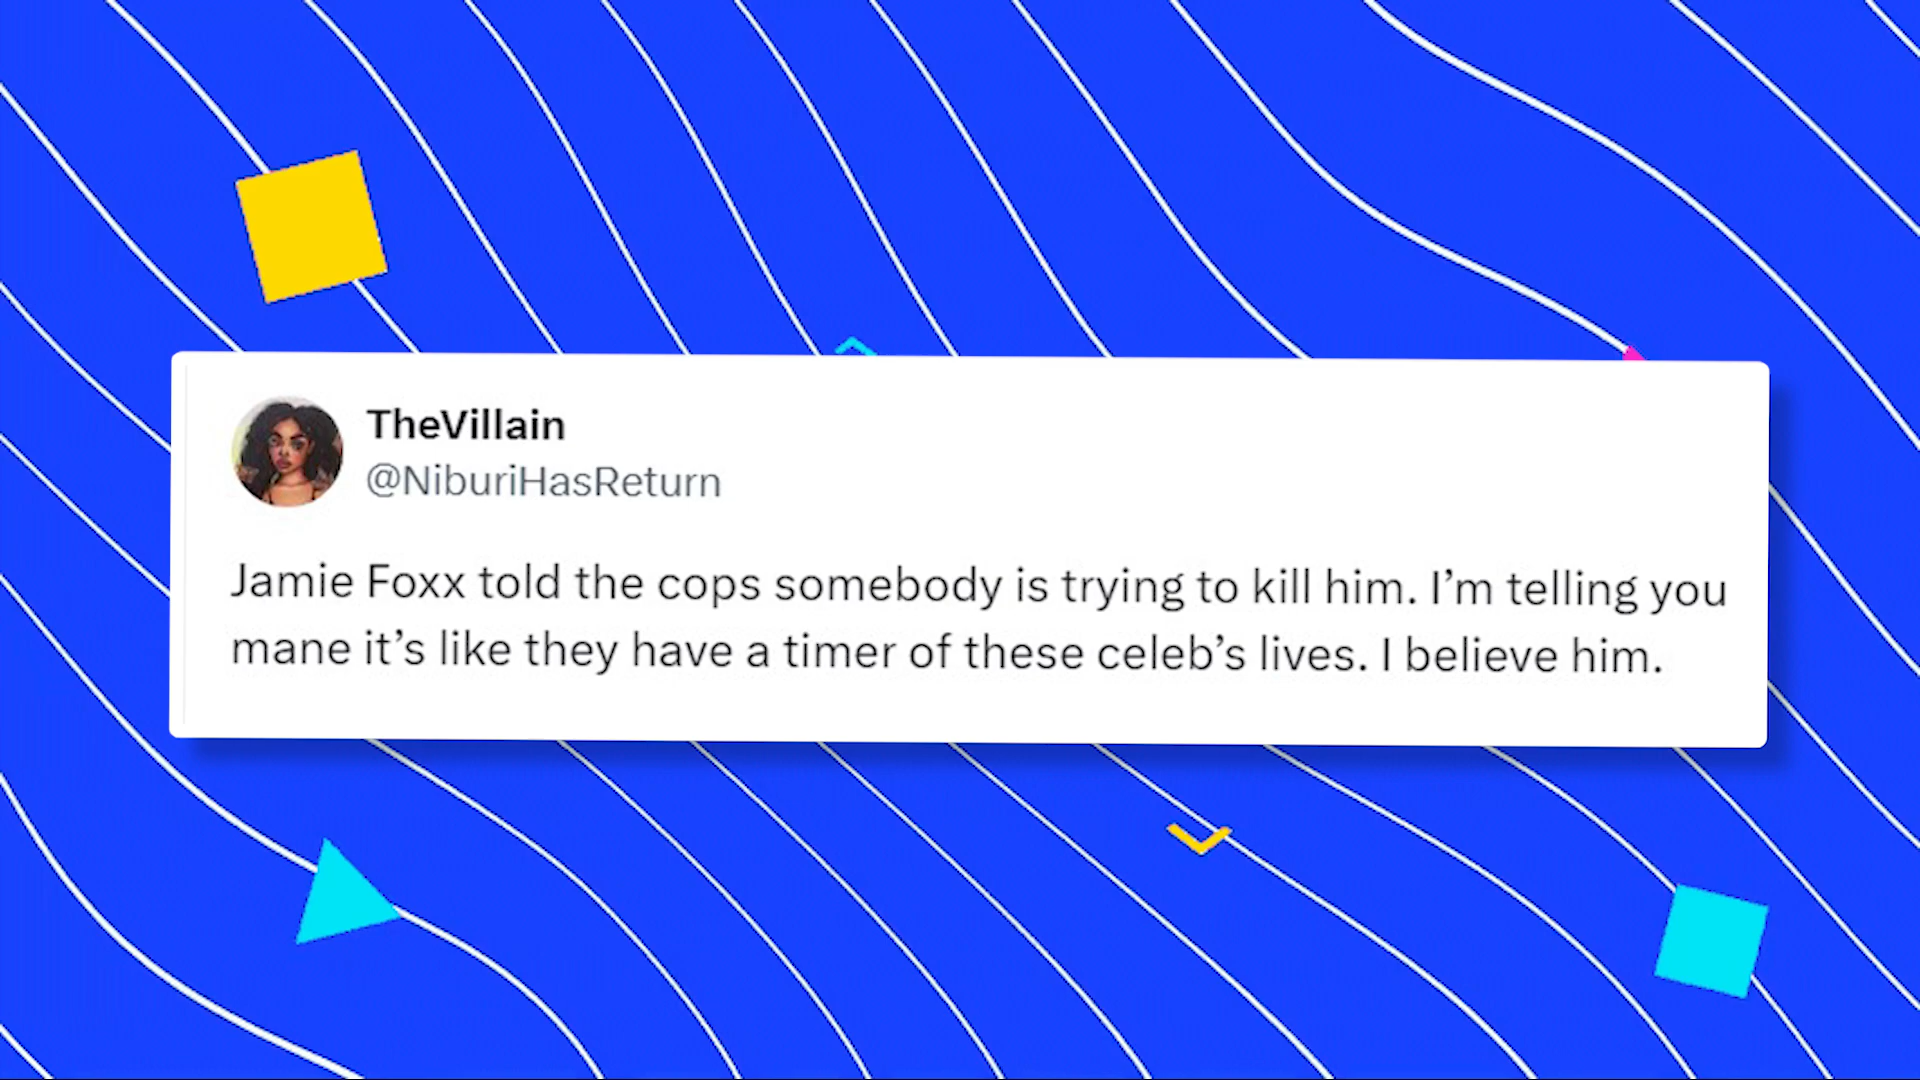 TheVillain
@NiburiHasReturn
Jamie Foxx told the cops somebody is trying to kill him. I’m telling you
mane it’s like they have a timer of these celeb’s lives. I believe him.